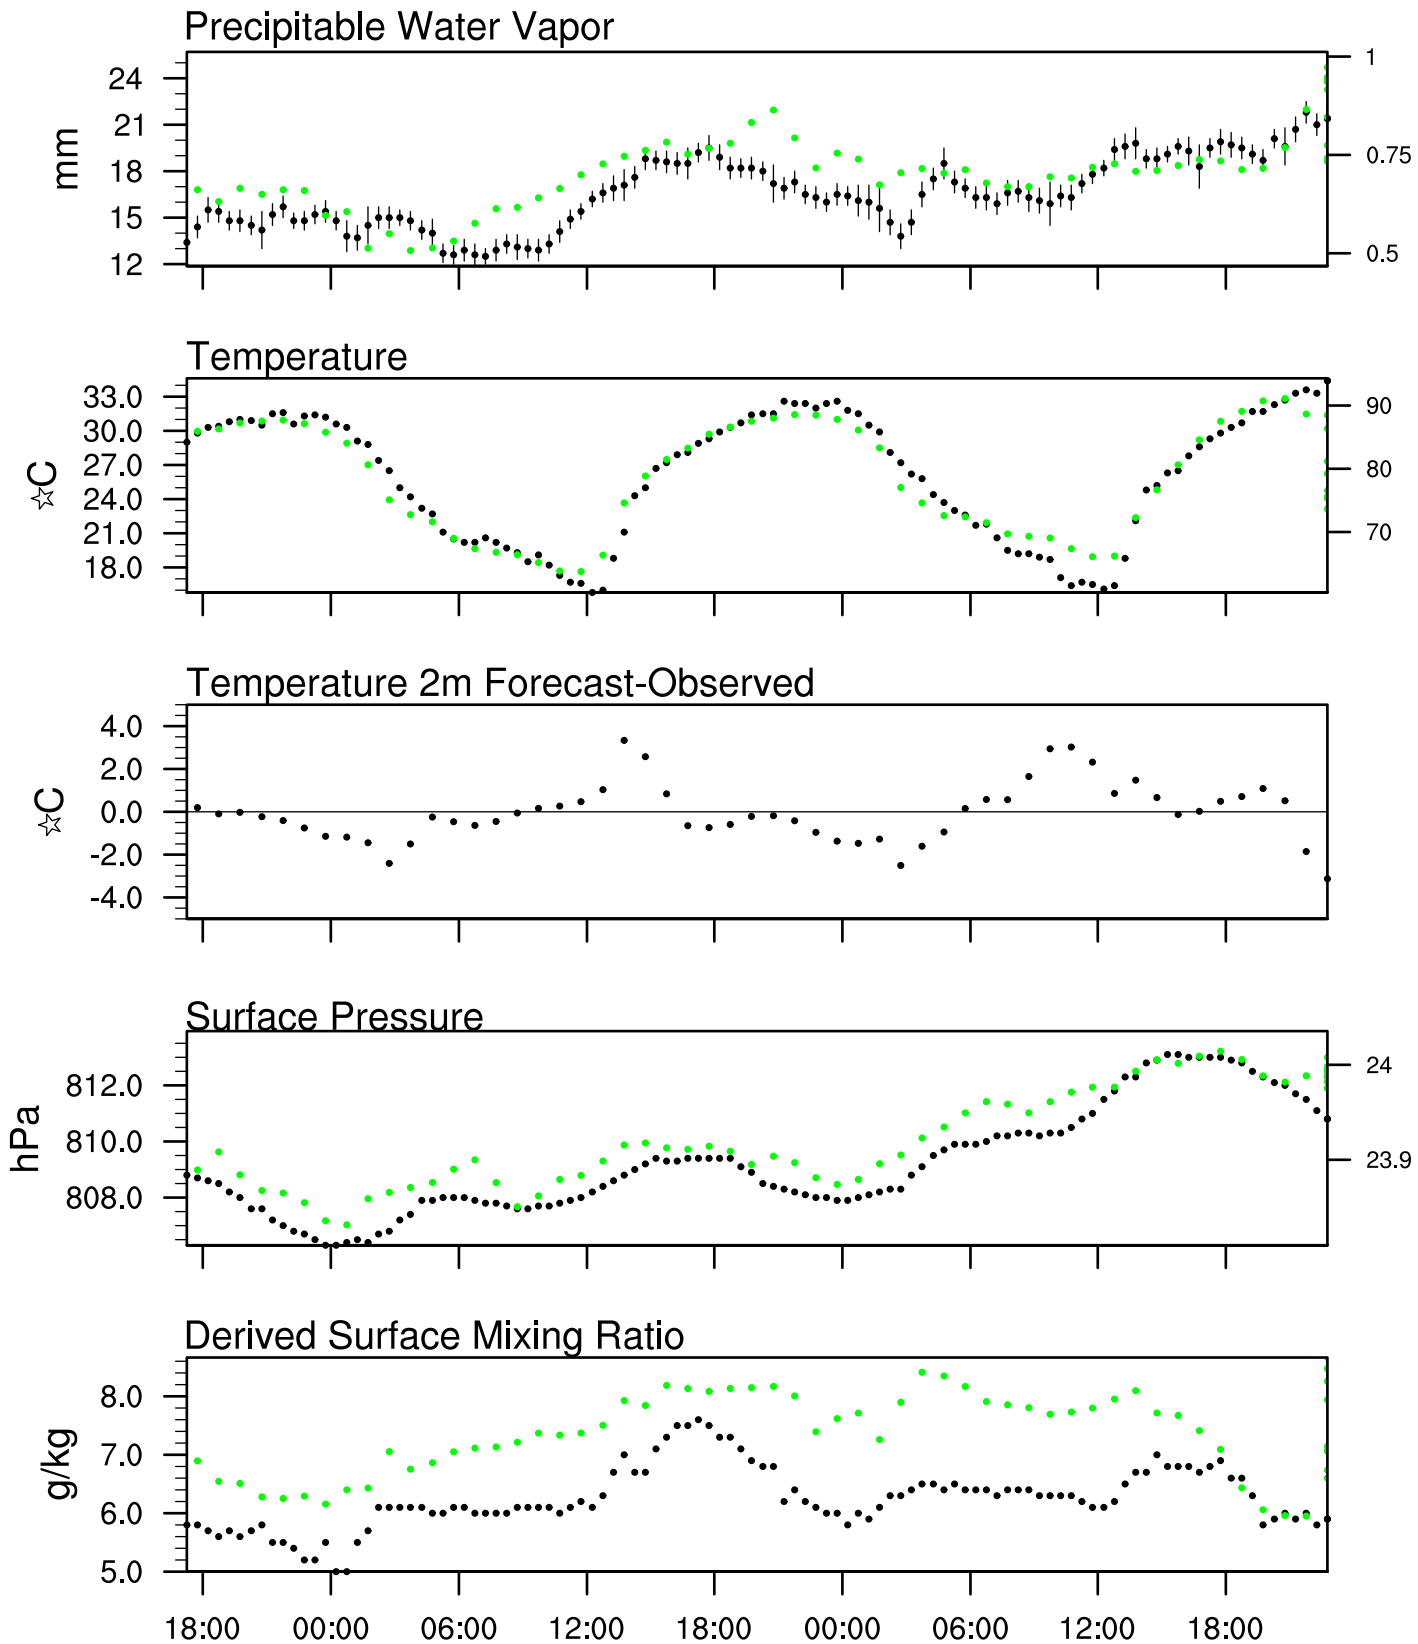 Precipitable Water Vapor
24
21
18
15
12
mm
1
0.75
0.5
Temperature
33.0
30.0
27.0
24.0
21.0
18.0
☆C
90
80
70
Temperature 2m Forecast-Observed
4.0
2.0
0.0
-2.0
-4.0
☆C
Surface Pressure
812.0
810.0
808.0
hPa
24
23.9
Derived Surface Mixing Ratio
8.0
7.0
6.0
5.0
g/kg
18:00 00:00 06:00 12:00 18:00 00:00 06:00 12:00 18:00